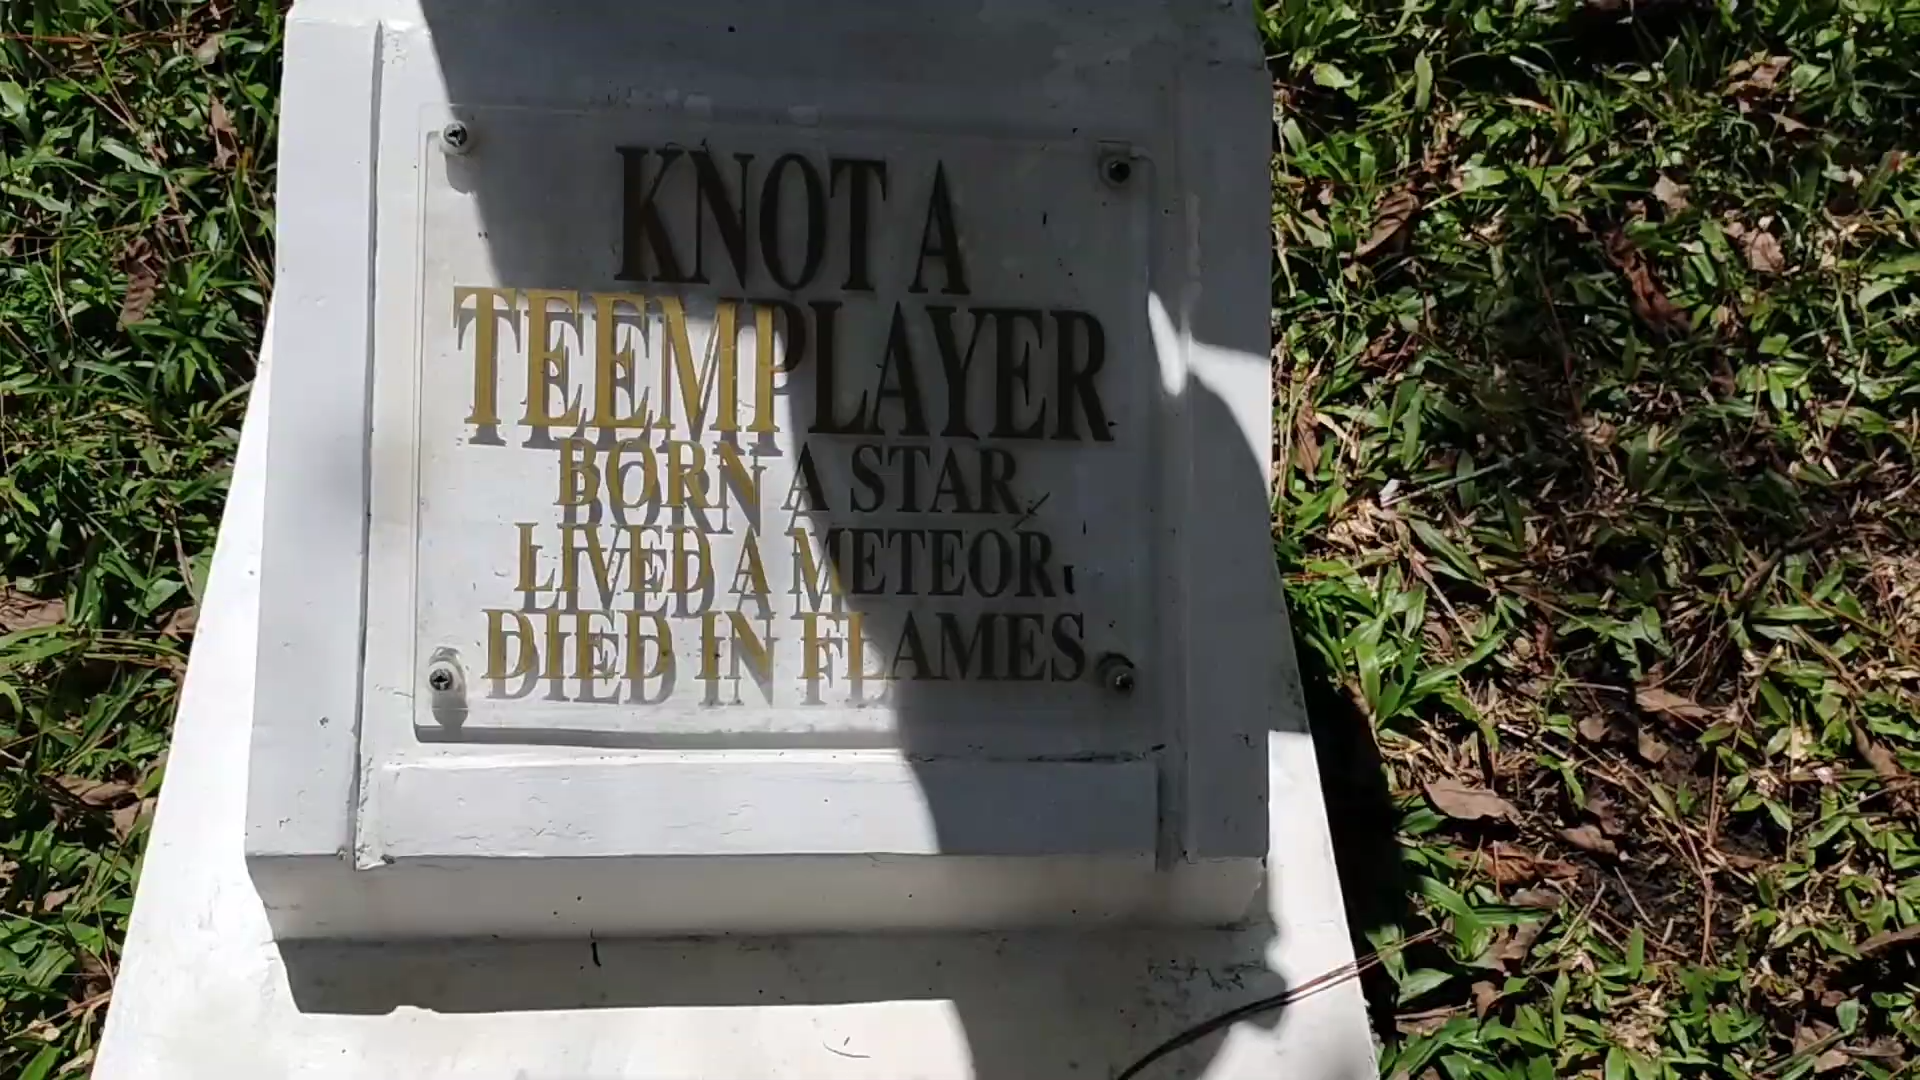 KNOT A
TEEMPLAYER
BORN A STAR
LIVED A METEOR
DIED IN FLAMES